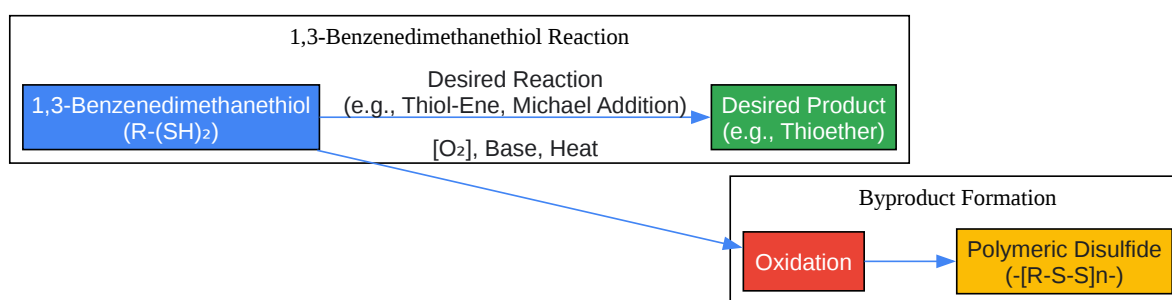 1,3-Benzenedimethanethiol Reaction
1,3-Benzenedimethanethiol
(R-(SH)₂)
Desired Reaction
(e.g., Thiol-Ene, Michael Addition)
Desired Product
(e.g., Thioether)
[O₂], Base, Heat
Byproduct Formation
Oxidation
Polymeric Disulfide
(-[R-S-S]n-)